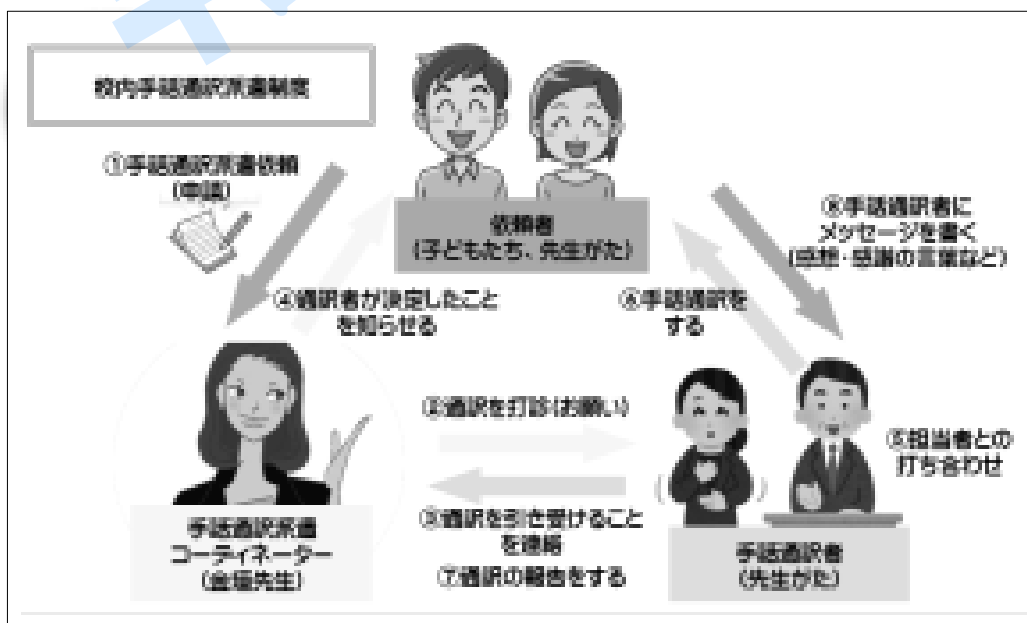 校内手話通訳派遣制度
①手話通訳派遣依頼
(申請)
依頼者
(子どもたち、先生がた)
⑧手話通訳者に
メッセージを書く
(感想・感謝の言葉など)
④通訳者が決定したこと
を知らせる
⑥手話通訳を
する
②通訳を打診(お願い)
⑤担当者との
打ち合わせ
③通訳を引き受けること
を連絡
⑦通訳の報告をする
手話通訳派遣
コーディネーター
手話通訳者
(先生がた)